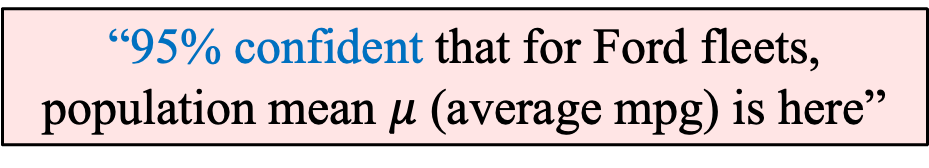 “95% confident that for Ford fleets,
population mean μ (average mpg) is here”